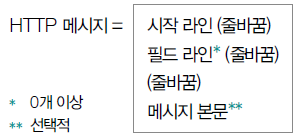 HTTP 메시지 =
시작 라인 (줄바꿈)
필드 라인* (줄바꿈)
(줄바꿈)
메시지 본문**
* 0개 이상
** 선택적